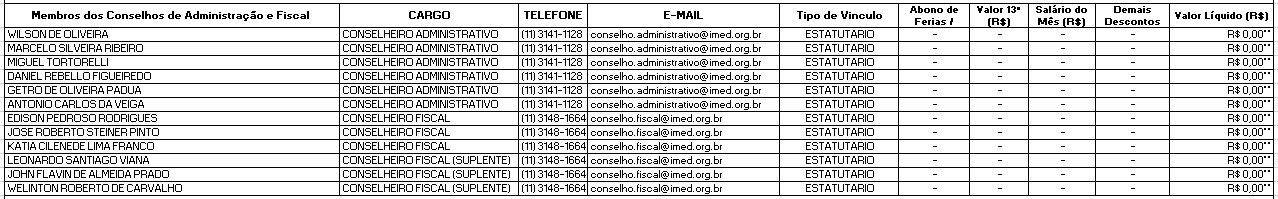 Membros dos Conselhos de Administração e Fiscal CARGO TELEFONE E-MAIL Tipo de Vinculo Abono de Ferias / Valor 13º (R$) Salário do Mês (R$) Demais Descontos Valor Líquido (R$)
WILSON DE OLIVEIRA CONSELHEIRO ADMINISTRATIVO (11) 3141-1128 conselho.administrativo@imed.org.br ESTATUTARIO - - - - R$ 0,00**
MARCELO SILVEIRA RIBEIRO CONSELHEIRO ADMINISTRATIVO (11) 3141-1128 conselho.administrativo@imed.org.br ESTATUTARIO - - - - R$ 0,00**
MIGUEL TORTORELLI CONSELHEIRO ADMINISTRATIVO (11) 3141-1128 conselho.administrativo@imed.org.br ESTATUTARIO - - - - R$ 0,00**
DANIEL REBELLO FIGUEIREDO CONSELHEIRO ADMINISTRATIVO (11) 3141-1128 conselho.administrativo@imed.org.br ESTATUTARIO - - - - R$ 0,00**
GETRO DE OLIVEIRA PADUA CONSELHEIRO ADMINISTRATIVO (11) 3141-1128 conselho.administrativo@imed.org.br ESTATUTARIO - - - - R$ 0,00**
ANTONIO CARLOS DA VEIGA CONSELHEIRO ADMINISTRATIVO (11) 3141-1128 conselho.administrativo@imed.org.br ESTATUTARIO - - - - R$ 0,00**
EDISON PEDROSO RODRIGUES CONSELHEIRO FISCAL (11) 3148-1664 conselho.fiscal@imed.org.br ESTATUTARIO - - - - R$ 0,00**
JOSE ROBERTO STEINER PINTO CONSELHEIRO FISCAL (11) 3148-1664 conselho.fiscal@imed.org.br ESTATUTARIO - - - - R$ 0,00**
KATIA CILENEDE LIMA FRANCO CONSELHEIRO FISCAL (11) 3148-1664 conselho.fiscal@imed.org.br ESTATUTARIO - - - - R$ 0,00**
LEONARDO SANTIAGO VIANA CONSELHEIRO FISCAL (SUPLENTE) (11) 3148-1664 conselho.fiscal@imed.org.br ESTATUTARIO - - - - R$ 0,00**
JOHN FLAVIN DE ALMEIDA PRADO CONSELHEIRO FISCAL (SUPLENTE) (11) 3148-1664 conselho.fiscal@imed.org.br ESTATUTARIO - - - - R$ 0,00**
WELINTON ROBERTO DE CARVALHO CONSELHEIRO FISCAL (SUPLENTE) (11) 3148-1664 conselho.fiscal@imed.org.br ESTATUTARIO - - - - R$ 0,00**